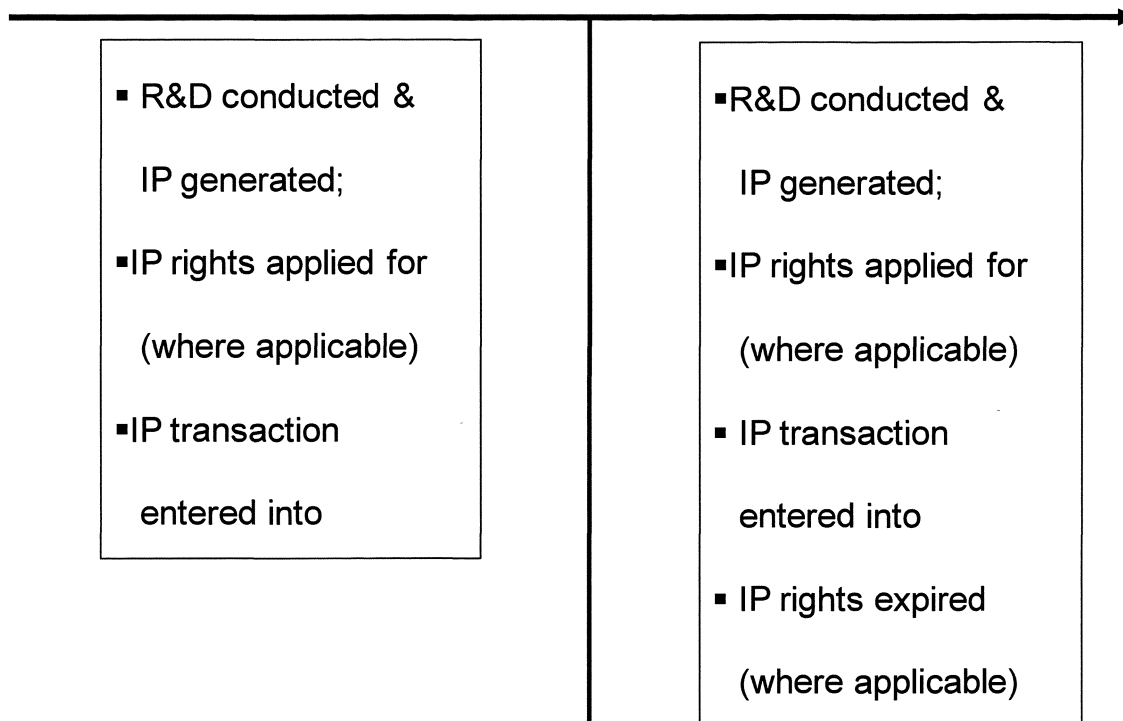 ▪ R&D conducted &
IP generated;
▪IP rights applied for
(where applicable)
▪IP transaction
entered into
▪R&D conducted &
IP generated;
▪IP rights applied for
(where applicable)
▪ IP transaction
entered into
▪ IP rights expired
(where applicable)